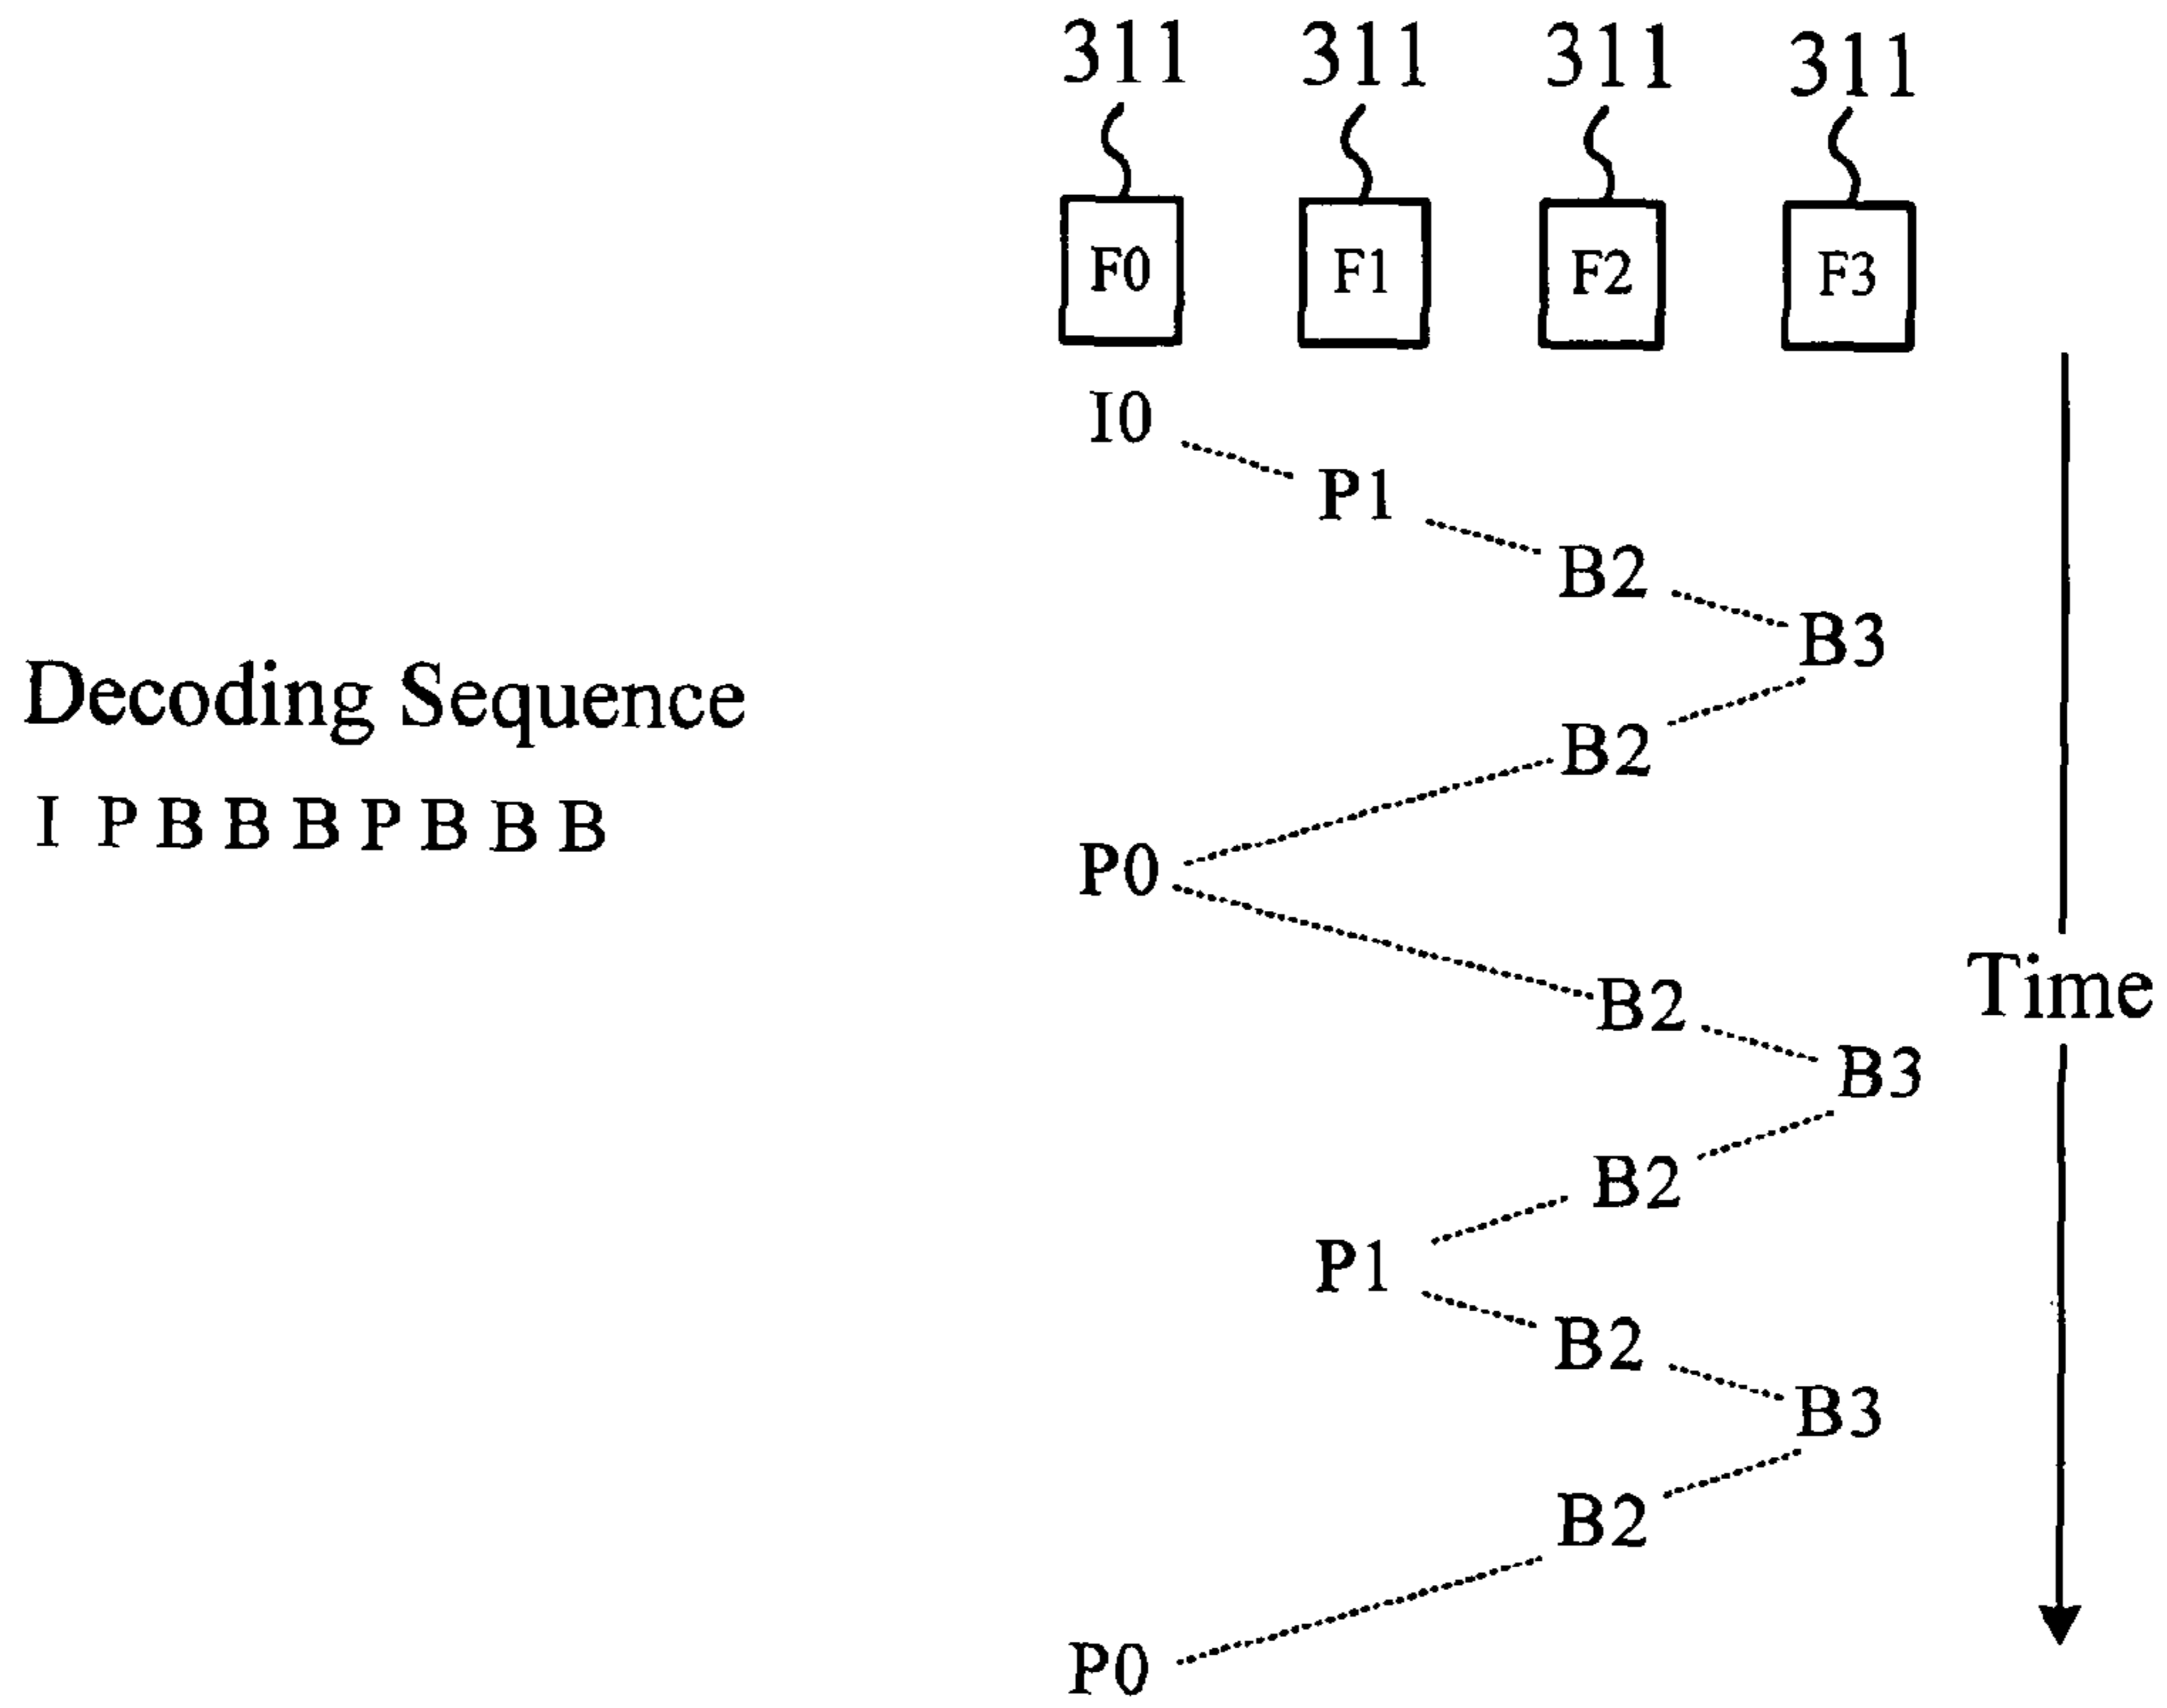 311 311 311 311
F0 F1 F2 F3
I0
P1
B2
B3
Decoding Sequence
B2
I P B B B P B B B
P0
Time
B2
B3
B2
P1
B2
B3
B2
P0